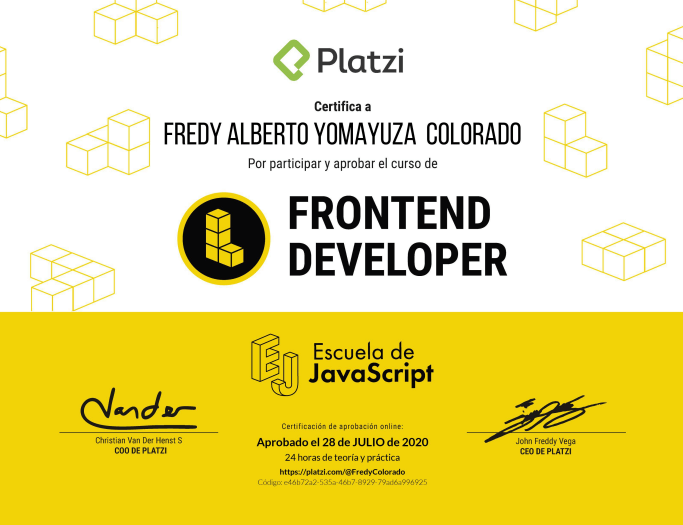 Platzi
Certifica a
FREDY ALBERTO YOMAYUZA COLORADO
Por participar y aprobar el curso de
FRONTEND
DEVELOPER
EJ
Escuela de
JavaScript
Vander
Christian Van Der Henst S
COO DE PLATZI
Certificación de aprobación online:
Aprobado el 28 de JULIO de 2020
24 horas de teoría y práctica
https://platzi.com/@FredyColorado
Código: e46b72a2-535a-46b7-8929-79ad6a996925
John Freddy Vega
CEO DE PLATZI